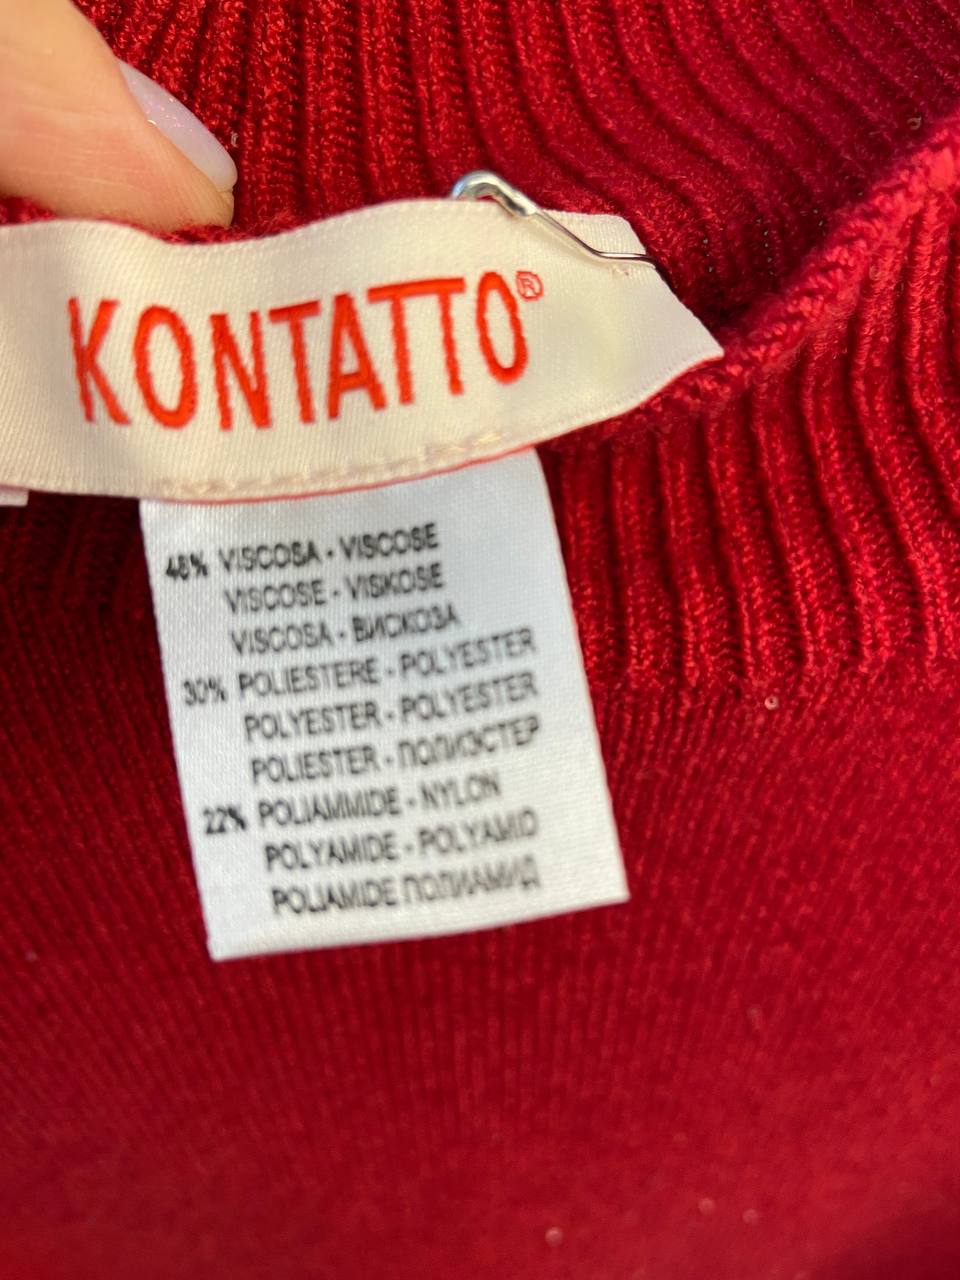 KONTATTO®
48% VISCOSA - VISCOSE
VISCOSE - VISKOSE
VISCOSA - ВИСКОЗА
30% POLIESTERE - POLYESTER
POLYESTER - POLYESTER
POLIESTER - ПОЛИЭСТЕР
22% POLIAMMIDE - NYLON
POLYAMIDE - POLYAMID
POLIAMIDE ПОЛИАМИД